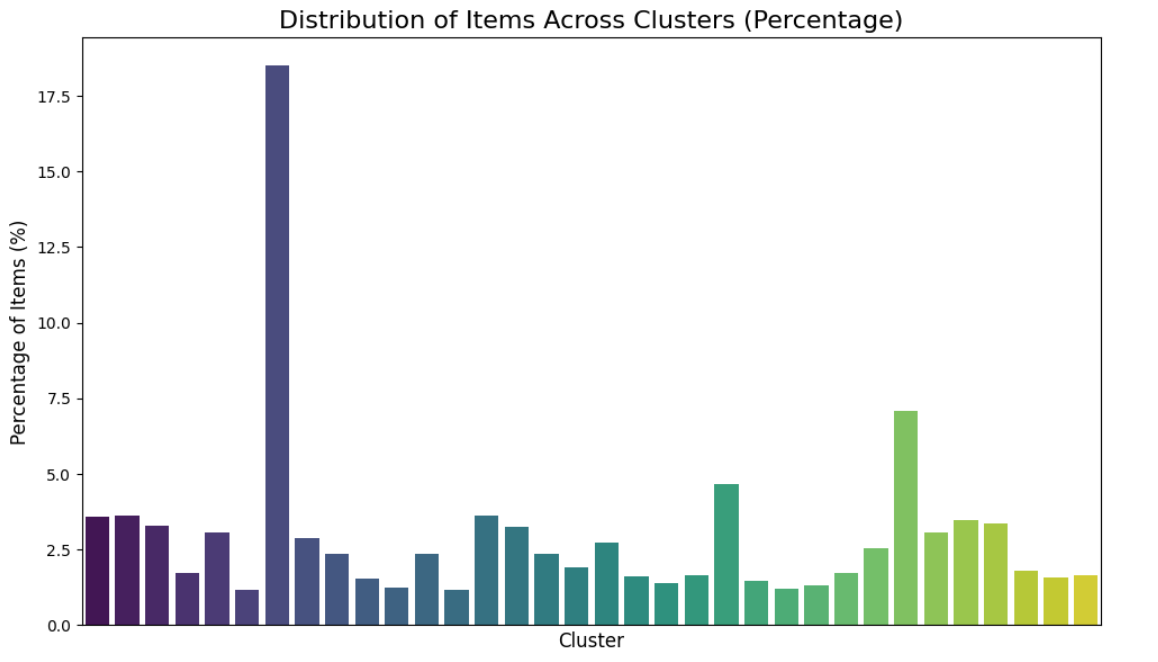 Distribution of Items Across Clusters (Percentage)
Percentage of Items (%)
17.5
15.0
12.5
10.0
7.5
5.0
2.5
0.0
Cluster